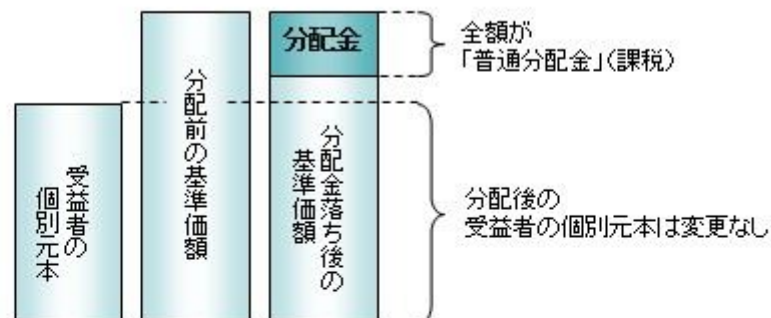 受益者の
個別元本
分配前の基準価額
分配金
分配金落ち後の
基準価額
全額が
「普通分配金」(課税)
分配後の
受益者の個別元本は変更なし